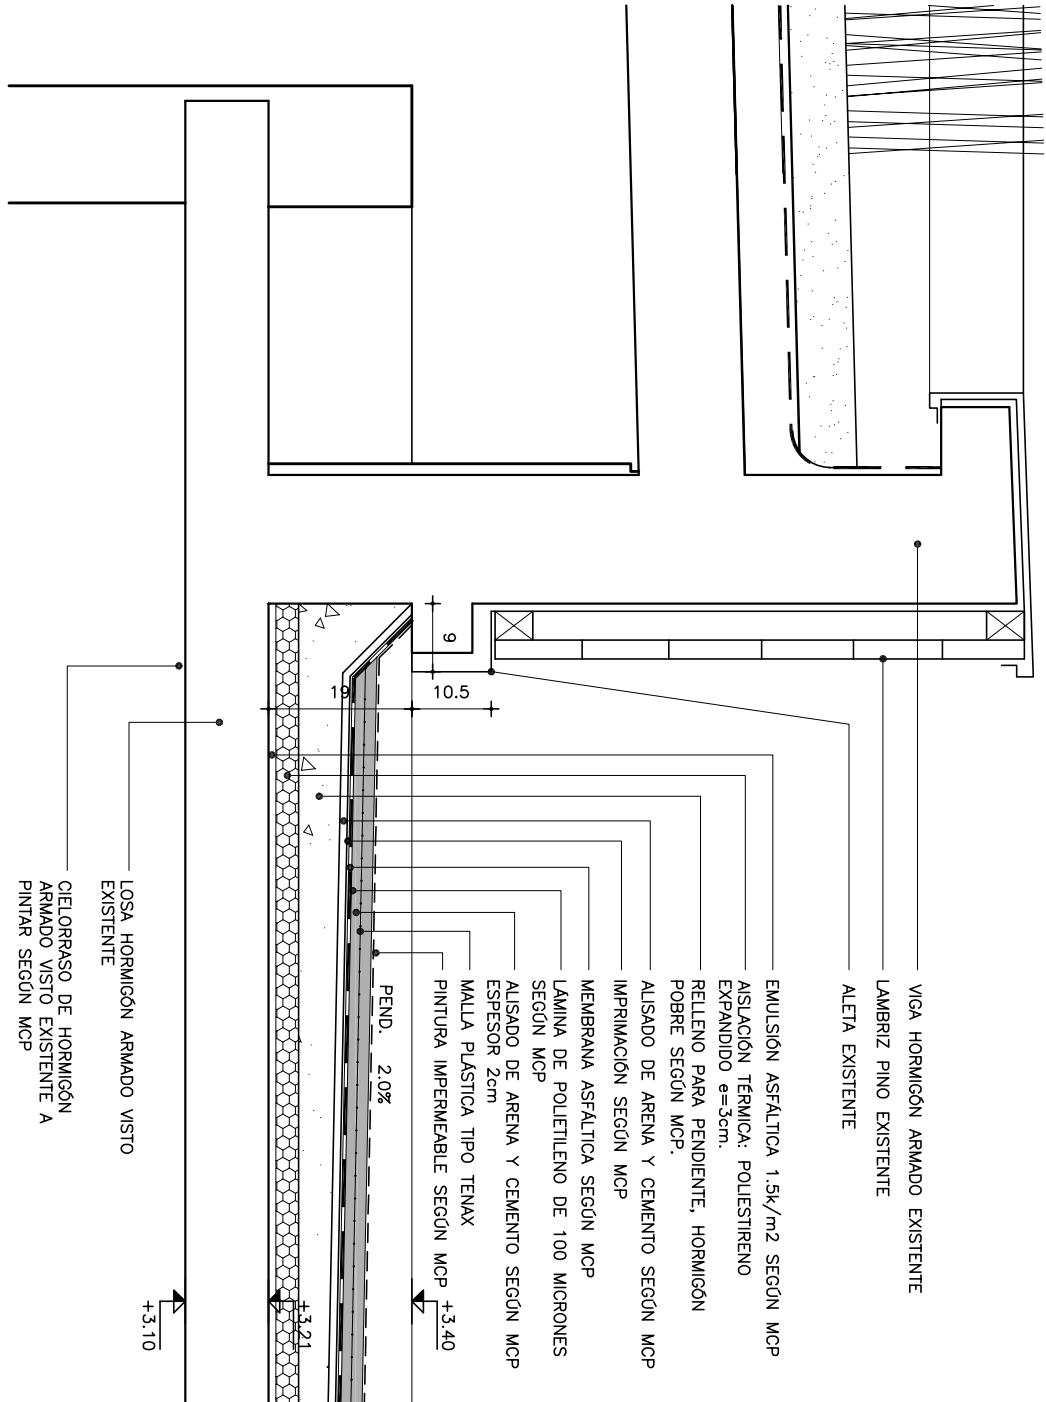 VIGA HORMIGÓN ARMADO EXISTENTE
LAMBRIZ PINO EXISTENTE
ALETA EXISTENTE
EMULSIÓN ASFÁLTICA 1.5k/m2 SEGÚN MCP
AISLACIÓN TÉRMICA: POLIESTIRENO
EXPANDIDO e=3cm.
RELLENO PARA PENDIENTE, HORMIGÓN
POBRE SEGÚN MCP.
ALISADO DE ARENA Y CEMENTO SEGÚN MCP
IMPRIMACIÓN SEGÚN MCP
MEMBRANA ASFÁLTICA SEGÚN MCP
LÁMINA DE POLIETILENO DE 100 MICRONES
SEGÚN MCP
ALISADO DE ARENA Y CEMENTO SEGÚN MCP
ESPESOR 2cm
MALLA PLÁSTICA TIPO TENAX
PINTURA IMPERMEABLE SEGÚN MCP
PEND. 2.0%
9
10.5
19
+3.40
+3.21
+3.10
LOSA HORMIGÓN ARMADO VISTO
EXISTENTE
CIELORRASO DE HORMIGÓN
ARMADO VISTO EXISTENTE A
PINTAR SEGÚN MCP